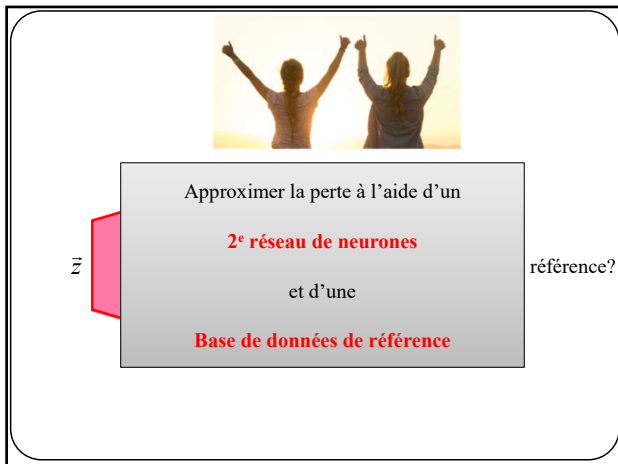 Approximer la perte à l’aide d’un
2e réseau de neurones
et d’une
Base de données de référence
z⃗
référence?